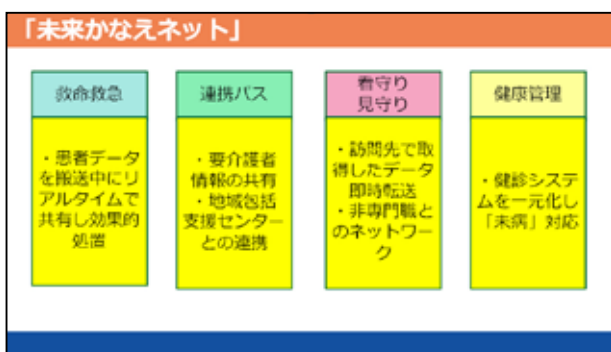 「未来かなえネット」
救命救急
・患者データ
を搬送中にリ
アルタイムで
共有し効果的
処置
連携パス
・要介護者
情報の共有
・地域包括
支援センター
との連携
看守り
見守り
・訪問先で取
得したデータ
即時転送
・非専門職と
のネットワー
ク
健康管理
・健診システ
ムを一元化し
「未病」対応